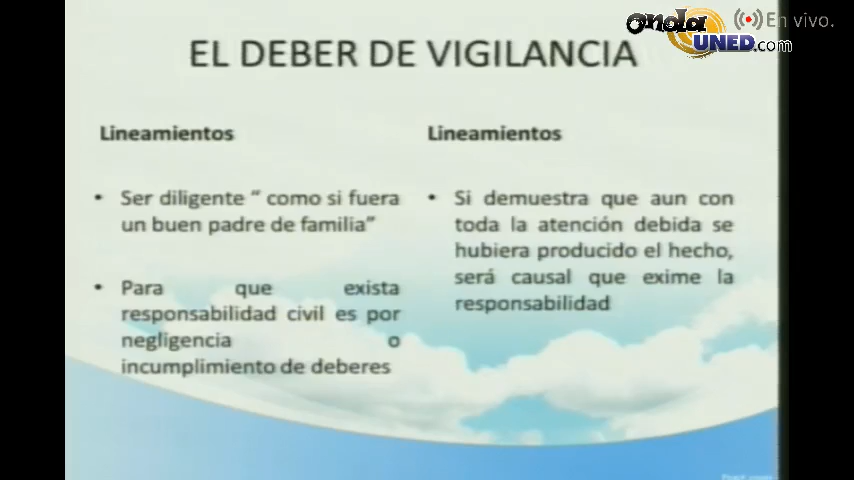 onda
UNED.com
En vivo.
EL DEBER DE VIGILANCIA
Lineamientos
• Ser diligente “ como si fuera
un buen padre de familia”
• Para que exista
responsabilidad civil es por
negligencia o
incumplimiento de deberes
Lineamientos
• Si demuestra que aun con
toda la atención debida se
hubiera producido el hecho,
será causal que exime la
responsabilidad